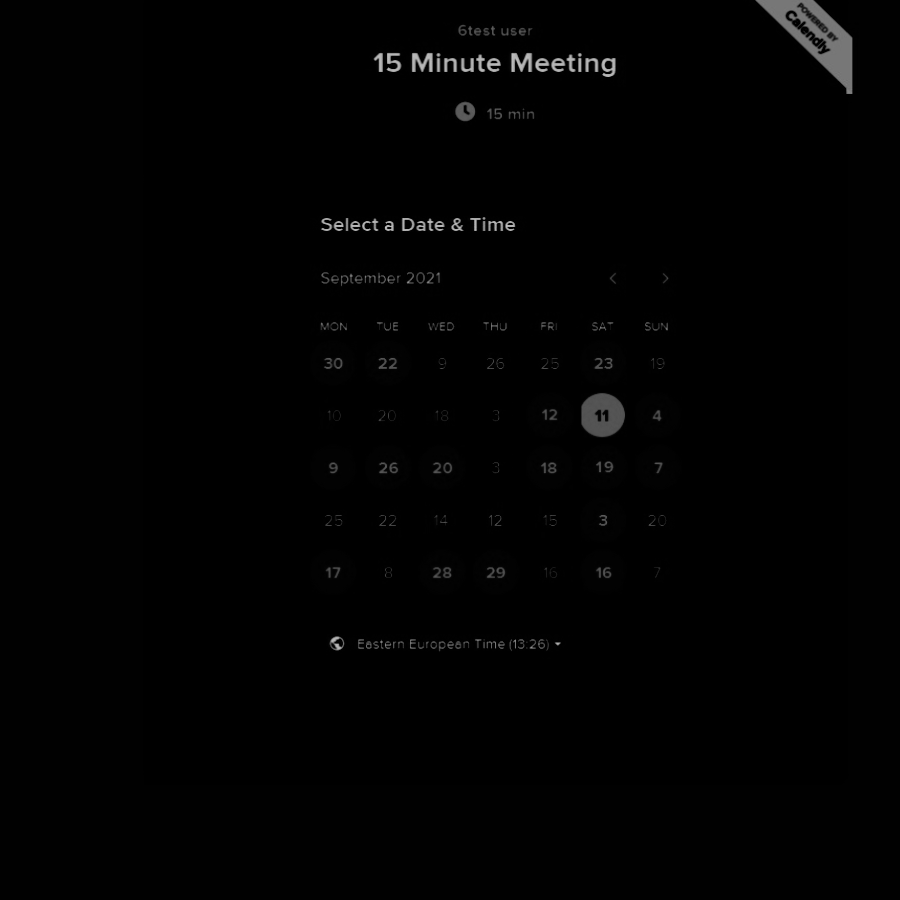 6test user
15 Minute Meeting
15 min
POWERED BY
Calendly
Select a Date & Time
September 2021
MON TUE WED THU FRI SAT SUN
30 22 9 26 25 23 19
10 20 18 3 12 11 4
9 26 20 3 18 19 7
25 22 14 12 15 3 20
17 8 28 29 16 16 7
Eastern European Time (13:26)